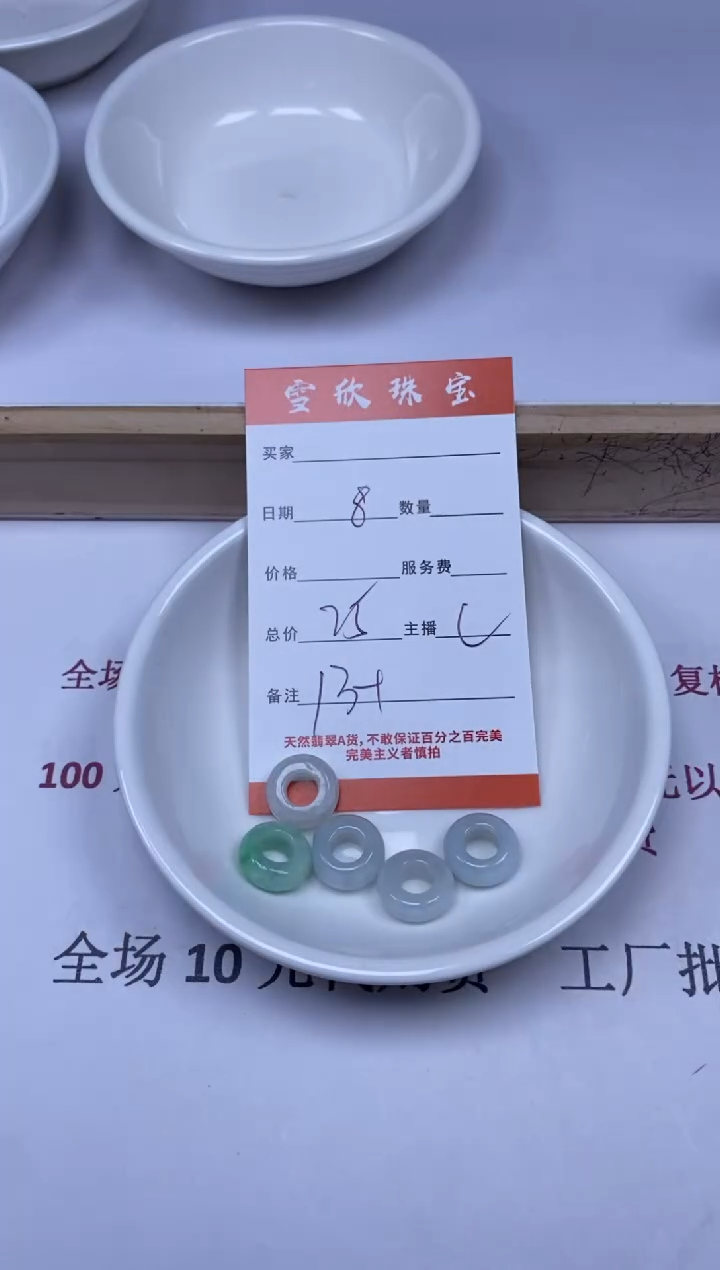 雪欣珠宝
买家
日期 8 数量
价格 服务费
总价 25 主播
备注
天然翡翠A货,不敢保证百分之百完美
完美主义者慎拍
全场 复
100 元以
全场 10 元 费 工厂批